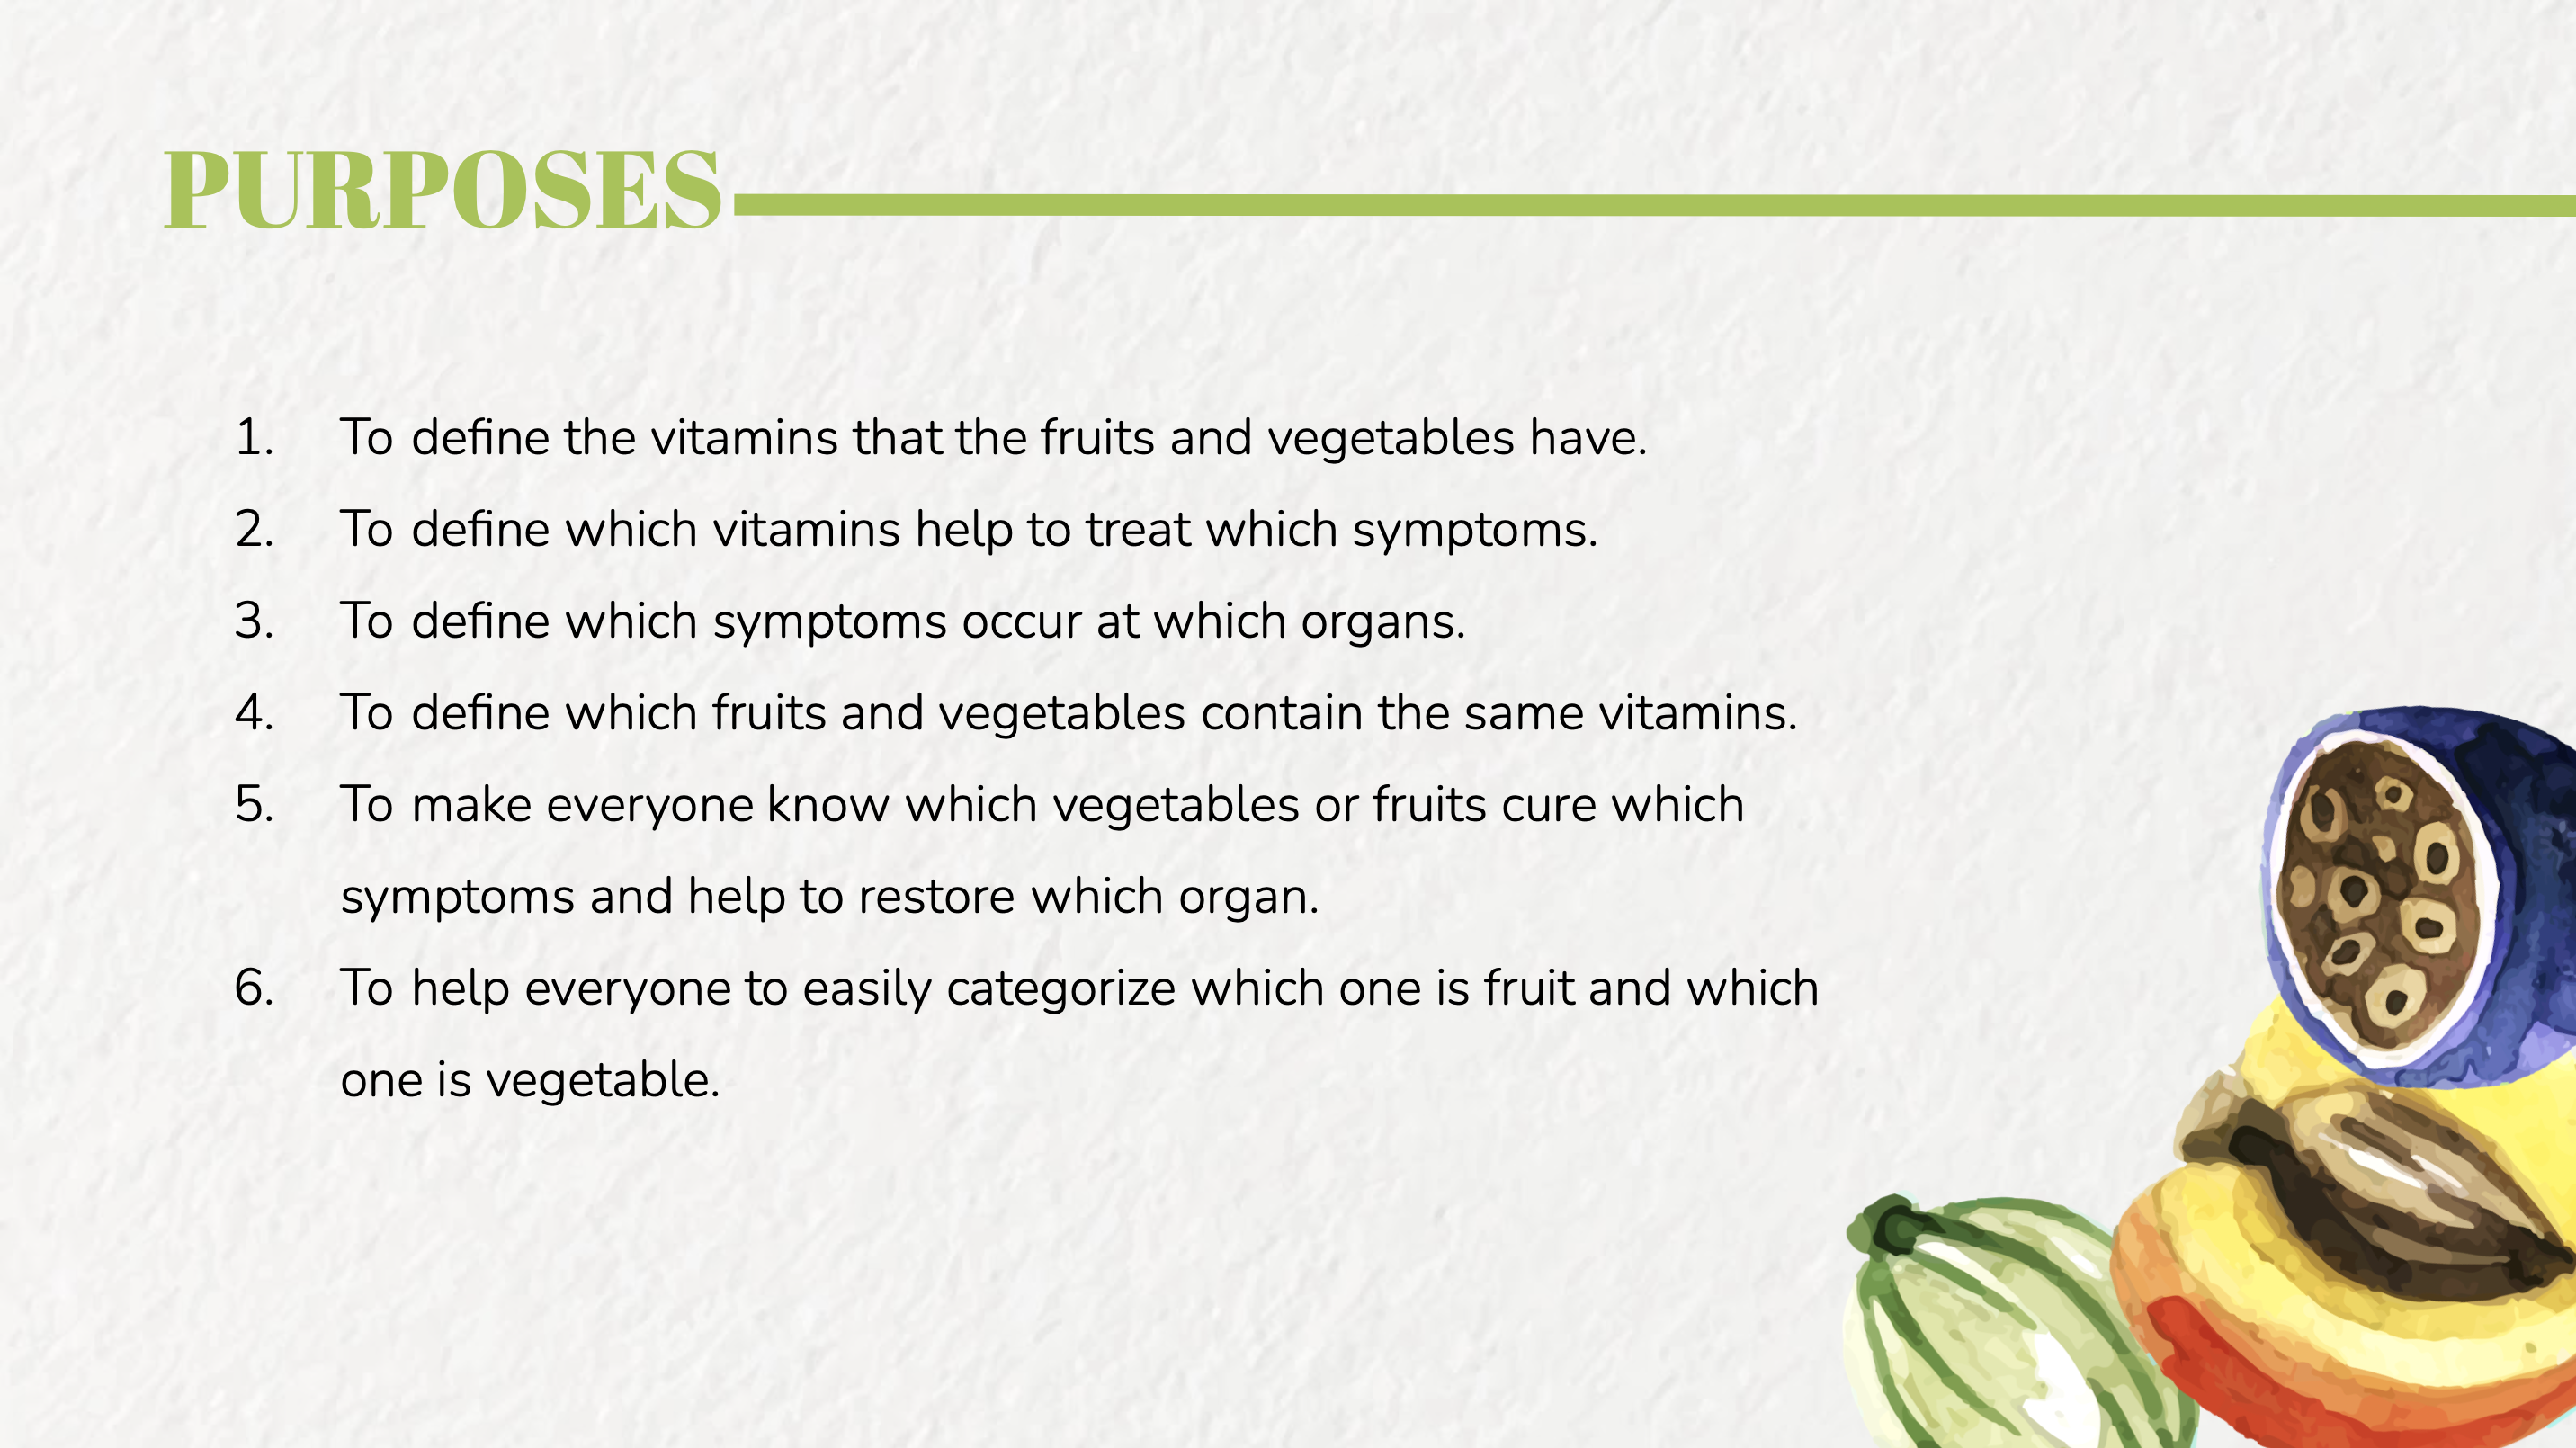 PURPOSES
1. To define the vitamins that the fruits and vegetables have.
2. To define which vitamins help to treat which symptoms.
3. To define which symptoms occur at which organs.
4. To define which fruits and vegetables contain the same vitamins.
5. To make everyone know which vegetables or fruits cure which
symptoms and help to restore which organ.
6. To help everyone to easily categorize which one is fruit and which
one is vegetable.